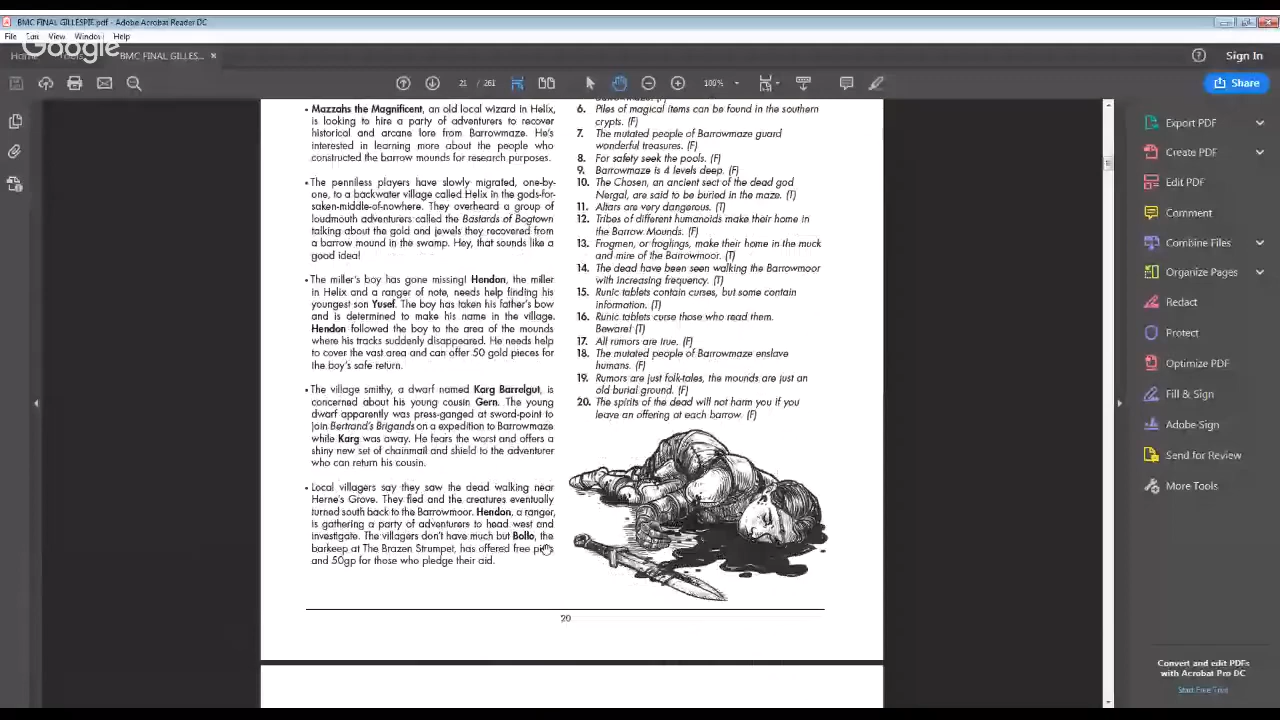 BMC FINAL GILLESPIE.pdf - Adobe Acrobat Reader DC
File Edit View Window Help
Google
Home Tools BMC FINAL GILLES... ×
Sign In
21 / 261
108%
Share
Mazzahs the Magnificent, an old local wizard in Helix,
is looking to hire a party of adventurers to recover
historical and arcane lore from Barrowmaze. He's
interested in learning more about the people who
constructed the barrow mounds for research purposes.
• The penniless players have slowly migrated, one-by-
one, to a backwater village called Helix in the gods-for-
saken-middle-of-nowhere. They overheard a group of
loudmouth adventurers called the Bastards of Bogtown
talking about the gold and jewels they recovered from
a barrow mound in the swamp. Hey, that sounds like a
good idea!
• The miller's boy has gone missing! Hendon, the miller
in Helix and a ranger of note, needs help finding his
youngest son Yusef. The boy has taken his father's bow
and is determined to make his name in the village.
Hendon followed the boy to the area of the mounds
where his tracks suddenly disappeared. He needs help
to cover the vast area and can offer 50 gold pieces for
the boy's safe return.
• The village smithy, a dwarf named Karg Barrelgut, is
concerned about his young cousin Gern. The young
dwarf apparently was press-ganged at sword-point to
join Bertrand's Brigands on a expedition to Barrowmaze
while Karg was away. He fears the worst and offers a
shiny new set of chainmail and shield to the adventurer
who can return his cousin.
• Local villagers say they saw the dead walking near
Herne's Grove. They fled and the creatures eventually
turned south back to the Barrowmoor. Hendon, a ranger,
is gathering a party of adventurers to head west and
investigate. The villagers don't have much but Bollo, the
barkeep at The Brazen Strumpet, has offered free
and 50gp for those who pledge their aid.
Barrowmaze. (F)
6. Piles of magical items can be found in the southern
crypts. (F)
7. The mutated people of Barrowmaze guard
wonderful treasures. (F)
8. For safety seek the pools. (F)
9. Barrowmaze is 4 levels deep. (F)
10. The Chosen, an ancient sect of the dead god
Nergal, are said to be buried in the maze. (T)
11. Altars are very dangerous. (T)
12. Tribes of different humanoids make their home in
the Barrow Mounds. (F)
13. Frogmen, or froglings, make their home in the muck
and mire of the Barrowmoor. (T)
14. The dead have been seen walking the Barrowmoor
with increasing frequency. (T)
15. Runic tablets contain curses, but some contain
information. (T)
16. Runic tablets curse those who read them.
Beware! (T)
17. All rumors are true. (F)
18. The mutated people of Barrowmaze enslave
humans. (F)
19. Rumors are just folk-tales, the mounds are just an
old burial ground. (F)
20. The spirits of the dead will not harm you if you
leave an offering at each barrow. (F)
20
Export PDF
Create PDF
Edit PDF
Comment
Combine Files
Organize Pages
Redact
Protect
Optimize PDF
Fill & Sign
Adobe Sign
Send for Review
More Tools
Convert and edit PDFs
with Acrobat Pro DC
Start Free Trial